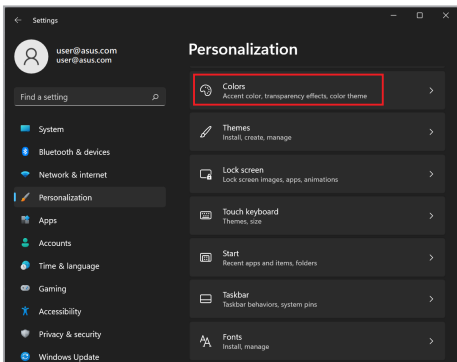 Settings
user@asus.com
user@asus.com
Find a setting
System
Bluetooth & devices
Network & internet
Personalization
Apps
Accounts
Time & language
Gaming
Accessibility
Privacy & security
Windows Update
Personalization
Colors
Accent color, transparency effects, color theme
Themes
Install, create, manage
Lock screen
Lock screen images, apps, animations
Touch keyboard
Themes, size
Start
Recent apps and items, folders
Taskbar
Taskbar behaviors, system pins
Fonts
Install, manage